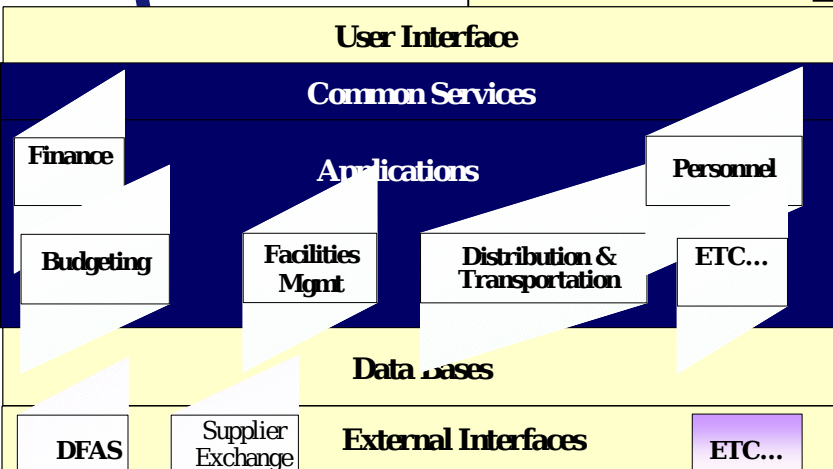 User Interface
Common Services
Applications
Finance
Personnel
Budgeting
Facilities
Mgmt
Distribution &
Transportation
ETC...
Data Bases
External Interfaces
DFAS
Supplier
Exchange
ETC...